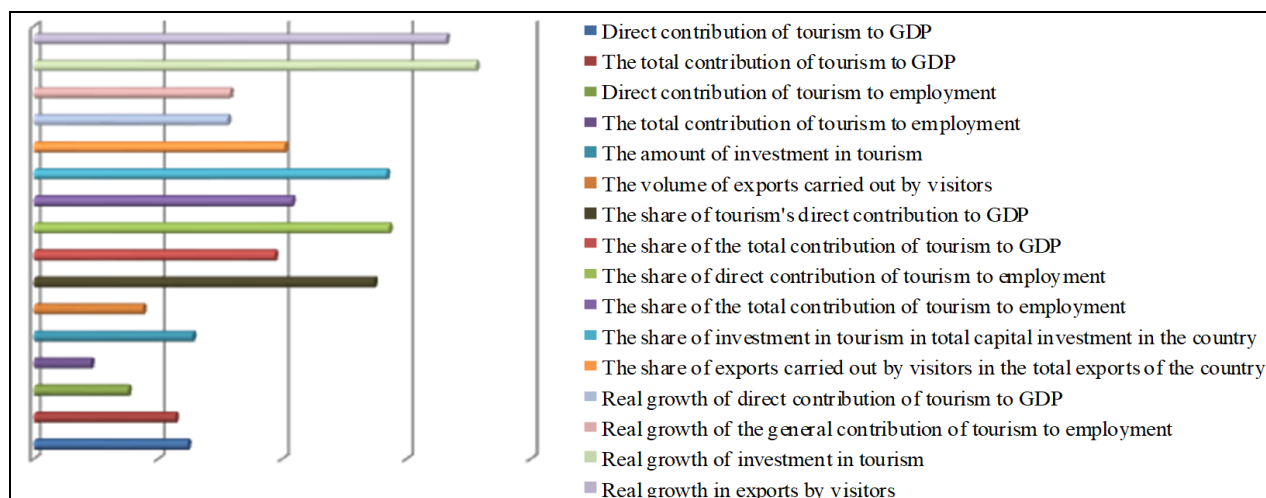 Direct contribution of tourism to GDP
The total contribution of tourism to GDP
Direct contribution of tourism to employment
The total contribution of tourism to employment
The amount of investment in tourism
The volume of exports carried out by visitors
The share of tourism's direct contribution to GDP
The share of the total contribution of tourism to GDP
The share of direct contribution of tourism to employment
The share of the total contribution of tourism to employment
The share of investment in tourism in total capital investment in the country
The share of exports carried out by visitors in the total exports of the country
Real growth of direct contribution of tourism to GDP
Real growth of the general contribution of tourism to employment
Real growth of investment in tourism
Real growth in exports by visitors